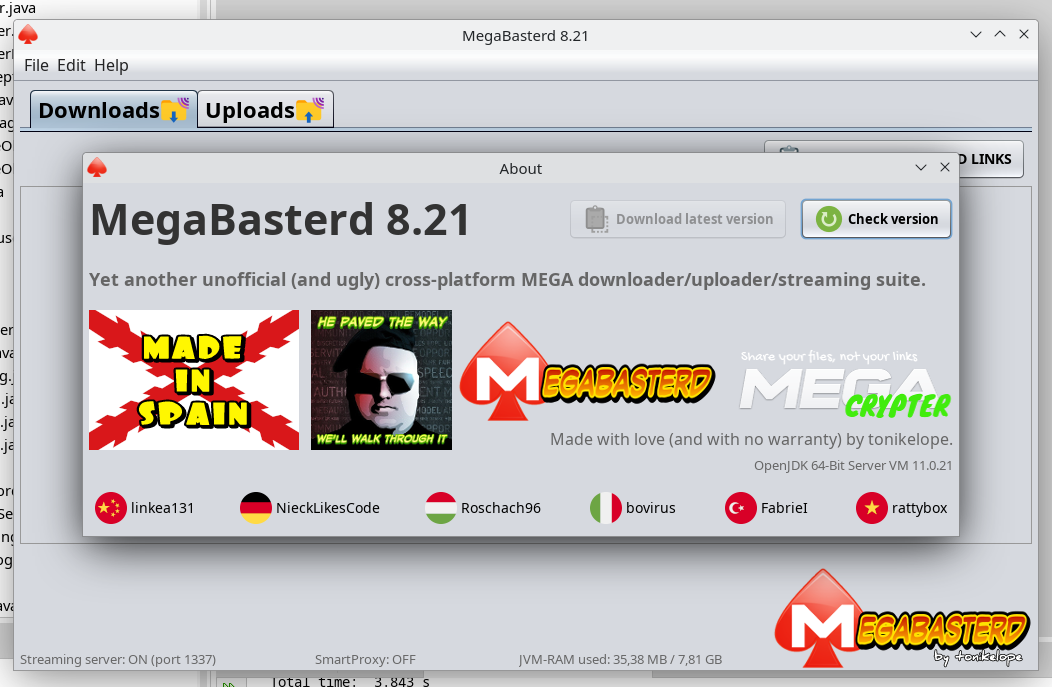 r.java
MegaBasterd 8.21
File Edit Help
Downloads
Uploads
LINKS
About
MegaBasterd 8.21
Download latest version
Check version
Yet another unofficial (and ugly) cross-platform MEGA downloader/uploader/streaming suite.
MADE
IN
SPAIN
HE PAVED THE WAY
WE'LL WALK THROUGH IT
MEGABASTERD
Share your files, not your links
MEGA
CRYPTER
Made with love (and with no warranty) by tonikelope.
OpenJDK 64-Bit Server VM 11.0.21
linkea131
NieckLikesCode
Roschach96
bovirus
FabrieI
rattybox
MEGABASTERD
by tonikelope
Streaming server: ON (port 1337)
SmartProxy: OFF
JVM-RAM used: 35,38 MB / 7,81 GB
Total time: 3.843 s